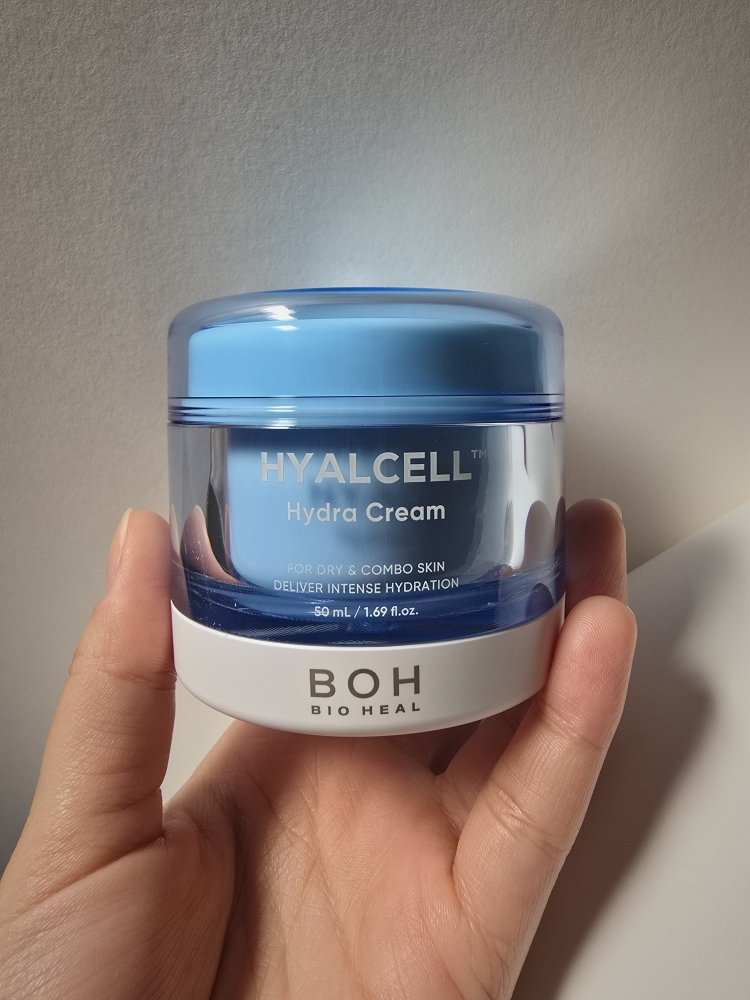 HYALCELL™
Hydra Cream
FOR DRY & COMBO SKIN
DELIVER INTENSE HYDRATION
50 mL / 1.69 fl.oz.
BOH
BIO HEAL